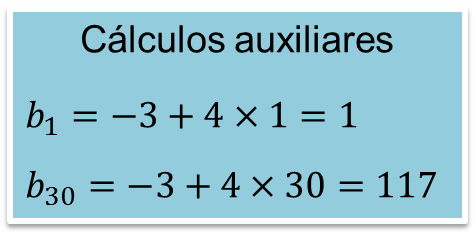 Cálculos auxiliares
b₁ = −3 + 4 × 1 = 1
b₃₀ = −3 + 4 × 30 = 117